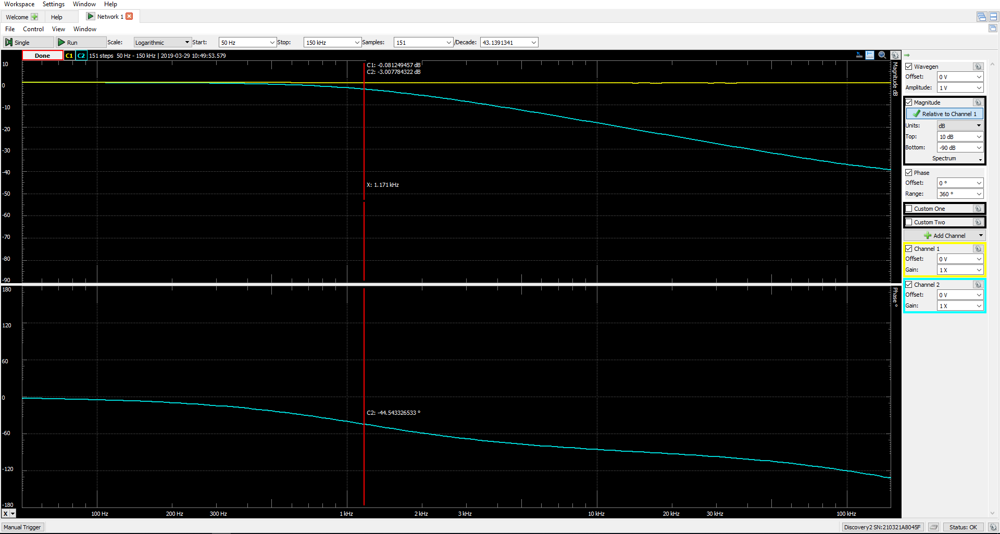 Workspace Settings Window Help
Welcome Help Network 1
File Control View Window
Single Run Scale: Logarithmic Start: 50 Hz Stop: 150 kHz Samples: 151 /Decade: 43.1391341
Done C1 C2 151 steps 50 Hz - 150 kHz | 2019-03-29 10:49:53.579
C1: -0.081249457 dB
C2: -3.007784322 dB
X: 1.171 kHz
10
0
-10
-20
-30
-40
-50
-60
-70
-80
-90
Magnitude dB
180
120
60
0
-60
-120
-180
Phase °
C2: -44.543326533 °
X 100 Hz 200 Hz 300 Hz 1 kHz 2 kHz 3 kHz 10 kHz 20 kHz 30 kHz 100 kHz
Wavegen
Offset: 0 V
Amplitude: 1 V
Magnitude
Relative to Channel 1
Units: dB
Top: 10 dB
Bottom: -90 dB
Spectrum
Phase
Offset: 0 °
Range: 360 °
Custom One
Custom Two
Add Channel
Channel 1
Offset: 0 V
Gain: 1 X
Channel 2
Offset: 0 V
Gain: 1 X
Manual Trigger Discovery2 SN:210321A8045F Status: OK